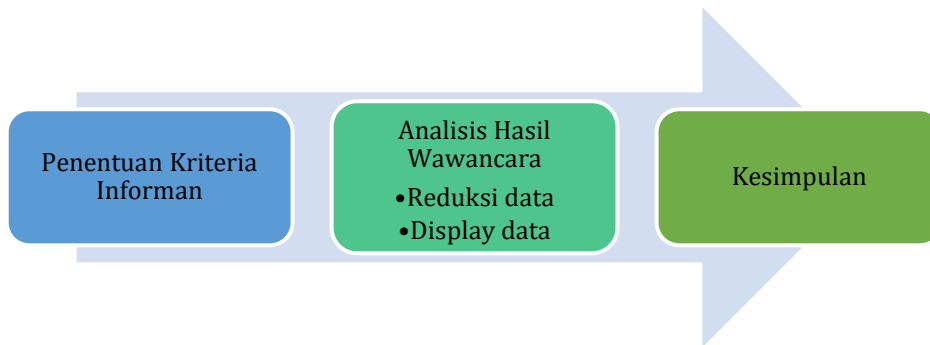 Penentuan Kriteria
Informan
Analisis Hasil
Wawancara
•Reduksi data
•Display data
Kesimpulan